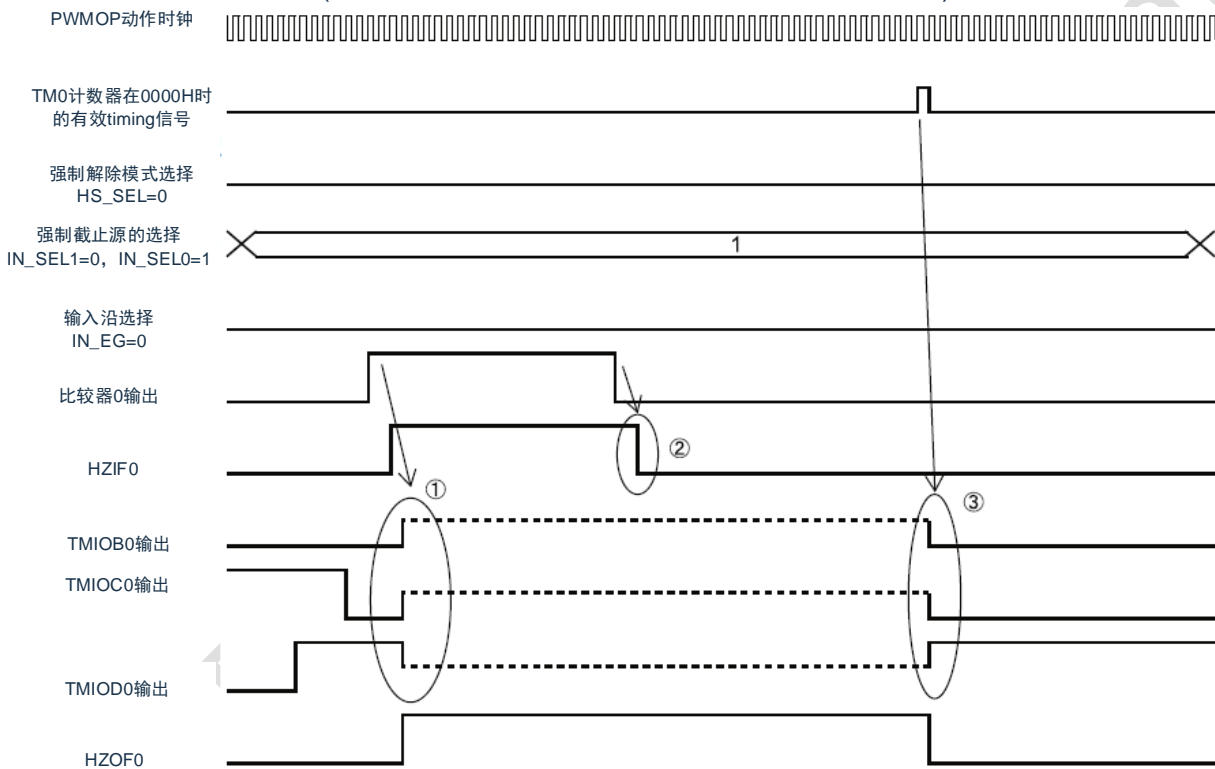 PWMOP动作时钟
TM0计数器在0000H时
的有效timing信号
强制解除模式选择
HS_SEL=0
强制截止源的选择
IN_SEL1=0，IN_SEL0=1
1
输入沿选择
IN_EG=0
比较器0输出
HZIF0
②
①
③
TMIOB0输出
TMIOC0输出
TMIOD0输出
HZOF0